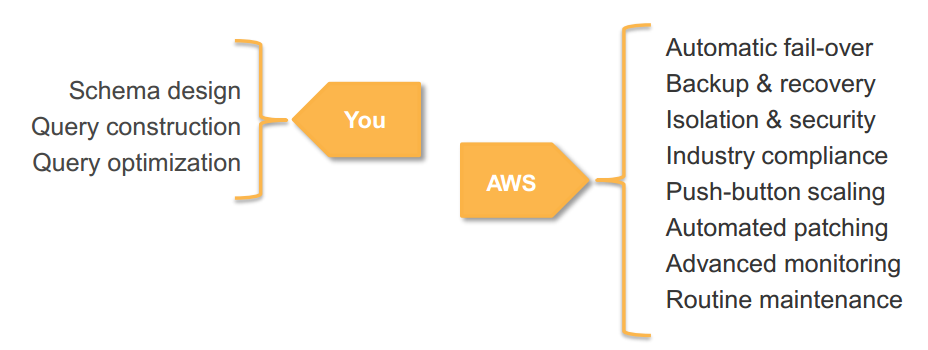 Schema design
Query construction
Query optimization
You
AWS
Automatic fail-over
Backup & recovery
Isolation & security
Industry compliance
Push-button scaling
Automated patching
Advanced monitoring
Routine maintenance